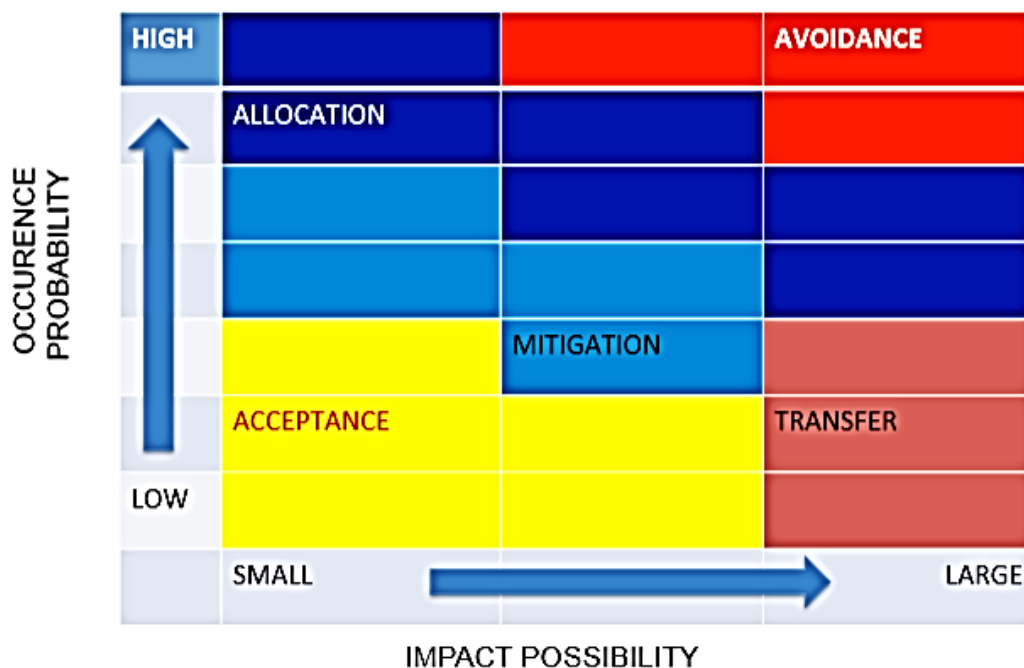 HIGH
AVOIDANCE
ALLOCATION
OCCURENCE
PROBABILITY
MITIGATION
ACCEPTANCE
TRANSFER
LOW
SMALL
LARGE
IMPACT POSSIBILITY